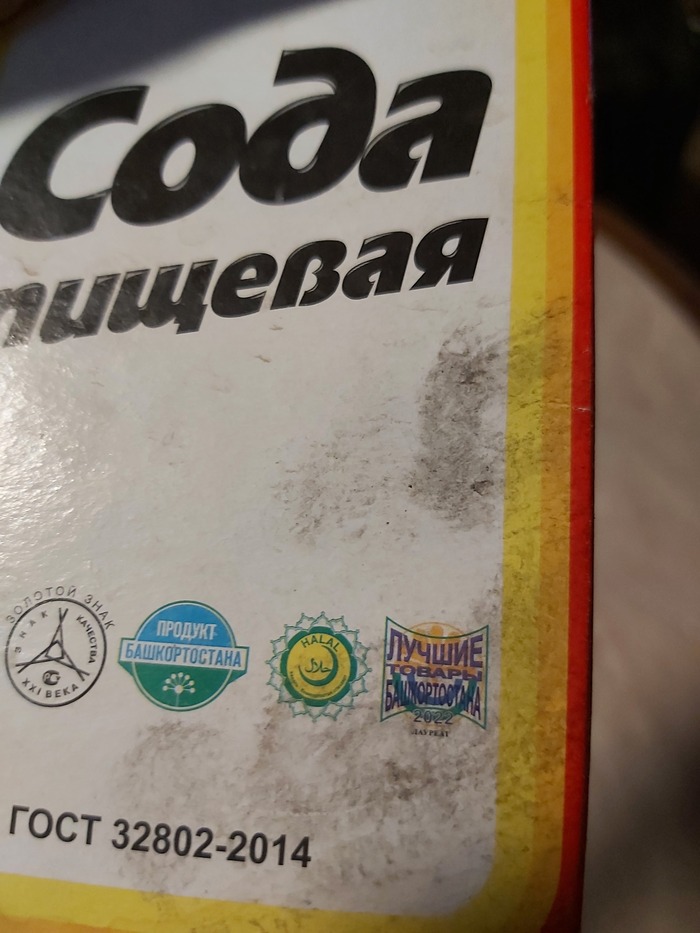 Сода
пищевая
ЗОЛОТОЙ ЗНАК
ЗНАК КАЧЕСТВА
XXI ВЕКА
ПРОДУКТ
БАШКОРТОСТАНА
HALAL
حلال
ЛУЧШИЕ
ТОВАРЫ
БАШКОРТОСТАНА
2022
ЛАУРЕАТ
ГОСТ 32802-2014